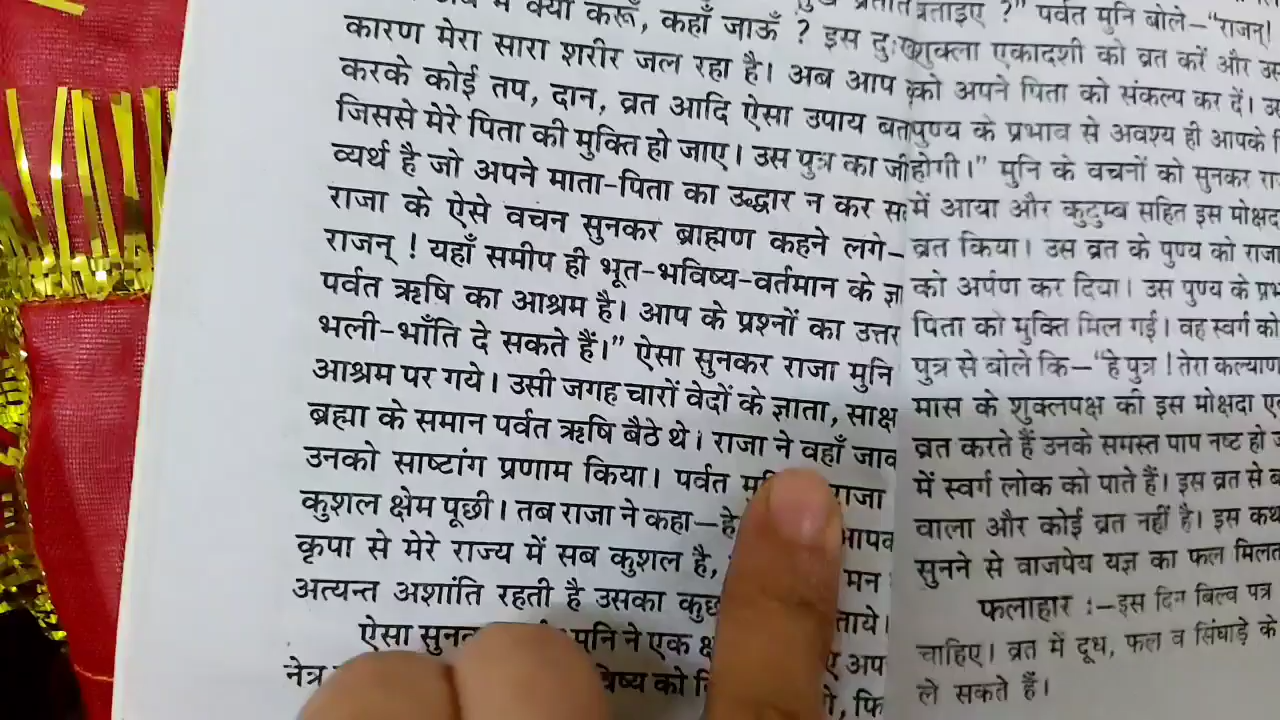 में क्या करूँ, कहाँ जाऊँ ? इस
कारण मेरा सारा शरीर जल रहा है। अब आप
करके कोई तप, दान, व्रत आदि ऐसा उपाय
जिससे मेरे पिता की मुक्ति हो जाए। उस पुत्र का
व्यर्थ है जो अपने माता-पिता का उद्धार न कर
राजा के ऐसे वचन सुनकर ब्राह्मण कहने लगे–
राजन् ! यहाँ समीप ही भूत-भविष्य-वर्तमान के
पर्वत ऋषि का आश्रम है। आप के प्रश्नों का उत्तर
भली-भाँति दे सकते हैं।” ऐसा सुनकर राजा मुनि
आश्रम पर गये। उसी जगह चारों वेदों के ज्ञाता,
ब्रह्मा के समान पर्वत ऋषि बैठे थे। राजा ने वहाँ
उनको साष्टांग प्रणाम किया। पर्वत राजा
कुशल क्षेम पूछी। तब राजा ने कहा—हे
कृपा से मेरे राज्य में सब कुशल है, मन
अत्यन्त अशांति रहती है उसका
ऐसा मुनि ने एक
नेत्र को
बताइए ?” पर्वत मुनि बोले–“राजन्!
शुक्ला एकादशी को व्रत करें और
को अपने पिता को संकल्प कर दें।
पुण्य के प्रभाव से अवश्य ही आपके
होगी।” मुनि के वचनों को सुनकर
में आया और कुटुम्ब सहित इस
व्रत किया। उस व्रत के पुण्य को राजा
को अर्पण कर दिया। उस पुण्य के
पिता को मुक्ति मिल गई। वह स्वर्ग को
पुत्र से बोले कि–“हे पुत्र ! तेरा कल्याण
मास के शुक्लपक्ष की इस मोक्षदा
व्रत करते हैं उनके समस्त पाप नष्ट हो
में स्वर्ग लोक को पाते हैं। इस व्रत से
वाला और कोई व्रत नहीं है। इस
सुनने से वाजपेय यज्ञ का फल
फलाहार :–इस दिन बिल्व पत्र
चाहिए। व्रत में दूध, फल व सिंघाड़े के
ले सकते हैं।